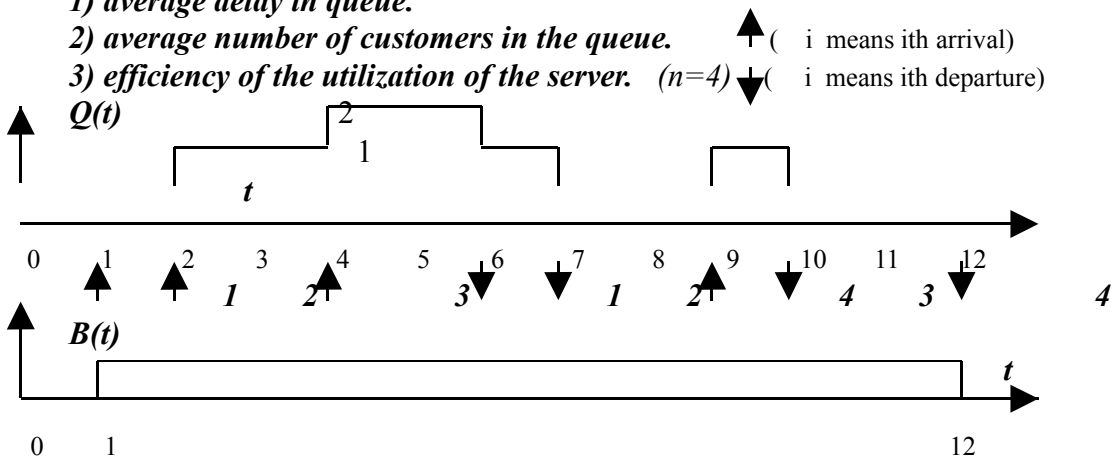 1) average delay in queue.
2) average number of customers in the queue. ( i means ith arrival)
3) efficiency of the utilization of the server. (n=4) ( i means ith departure)
Q(t) 2
1
t
0 1 2 3 4 5 6 7 8 9 10 11 12
1 2 3 1 2 4 3 4
B(t)
t
0 1 12